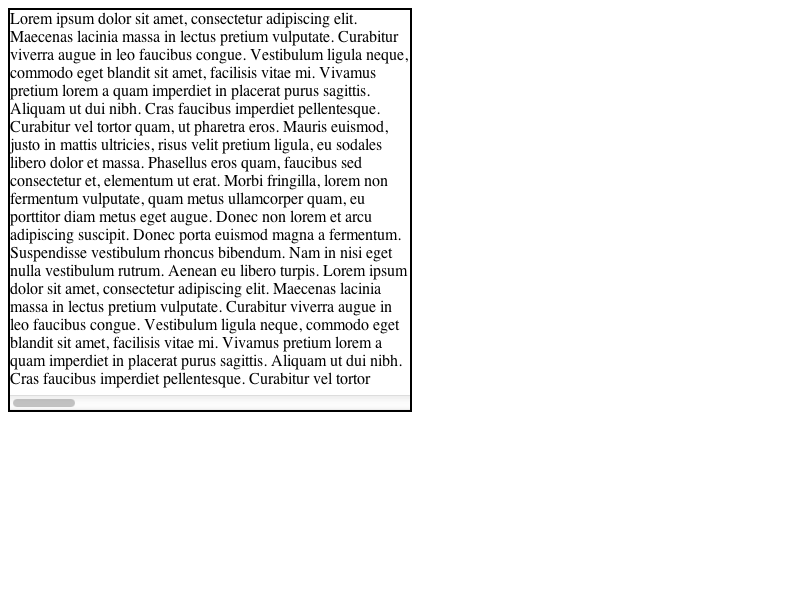 Lorem ipsum dolor sit amet, consectetur adipiscing elit.
Maecenas lacinia massa in lectus pretium vulputate. Curabitur
viverra augue in leo faucibus congue. Vestibulum ligula neque,
commodo eget blandit sit amet, facilisis vitae mi. Vivamus
pretium lorem a quam imperdiet in placerat purus sagittis.
Aliquam ut dui nibh. Cras faucibus imperdiet pellentesque.
Curabitur vel tortor quam, ut pharetra eros. Mauris euismod,
justo in mattis ultricies, risus velit pretium ligula, eu sodales
libero dolor et massa. Phasellus eros quam, faucibus sed
consectetur et, elementum ut erat. Morbi fringilla, lorem non
fermentum vulputate, quam metus ullamcorper quam, eu
porttitor diam metus eget augue. Donec non lorem et arcu
adipiscing suscipit. Donec porta euismod magna a fermentum.
Suspendisse vestibulum rhoncus bibendum. Nam in nisi eget
nulla vestibulum rutrum. Aenean eu libero turpis. Lorem ipsum
dolor sit amet, consectetur adipiscing elit. Maecenas lacinia
massa in lectus pretium vulputate. Curabitur viverra augue in
leo faucibus congue. Vestibulum ligula neque, commodo eget
blandit sit amet, facilisis vitae mi. Vivamus pretium lorem a
quam imperdiet in placerat purus sagittis. Aliquam ut dui nibh.
Cras faucibus imperdiet pellentesque. Curabitur vel tortor